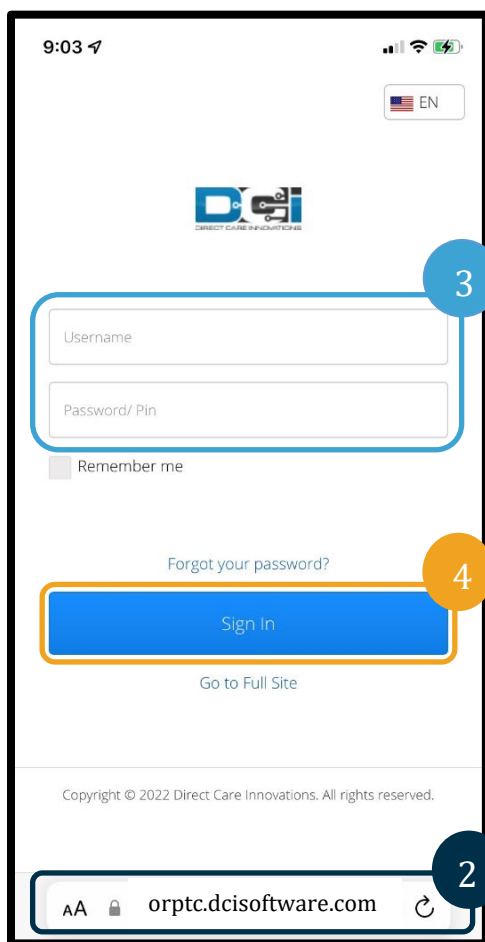 9:03
EN
DCI
DIRECT CARE INNOVATIONS
3
Username
Password/ Pin
Remember me
Forgot your password?
4
Sign In
Go to Full Site
Copyright © 2022 Direct Care Innovations. All rights reserved.
2
AA orptc.dcisoftware.com